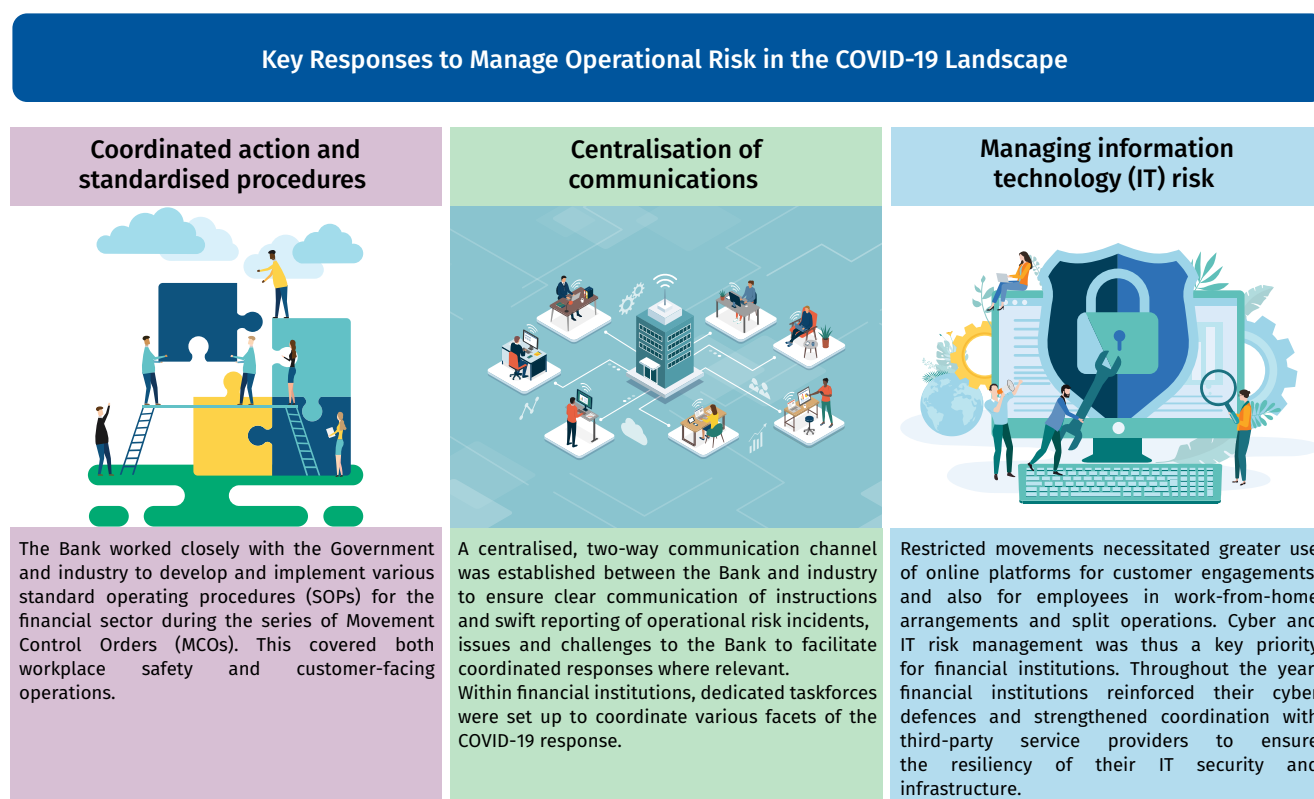 Key Responses to Manage Operational Risk in the COVID-19 Landscape
Coordinated action and
standardised procedures
The Bank worked closely with the Government
and industry to develop and implement various
standard operating procedures (SOPs) for the
financial sector during the series of Movement
Control Orders (MCOs). This covered both
workplace safety and customer-facing
operations.
Centralisation of
communications
A centralised, two-way communication channel
was established between the Bank and industry
to ensure clear communication of instructions
and swift reporting of operational risk incidents,
issues and challenges to the Bank to facilitate
coordinated responses where relevant.
Within financial institutions, dedicated taskforces
were set up to coordinate various facets of the
COVID-19 response.
Managing information
technology (IT) risk
Restricted movements necessitated greater use
of online platforms for customer engagements
and also for employees in work-from-home
arrangements and split operations. Cyber and
IT risk management was thus a key priority
for financial institutions. Throughout the year
financial institutions reinforced their cyber
defences and strengthened coordination with
third-party service providers to ensure
the resiliency of their IT security and
infrastructure.